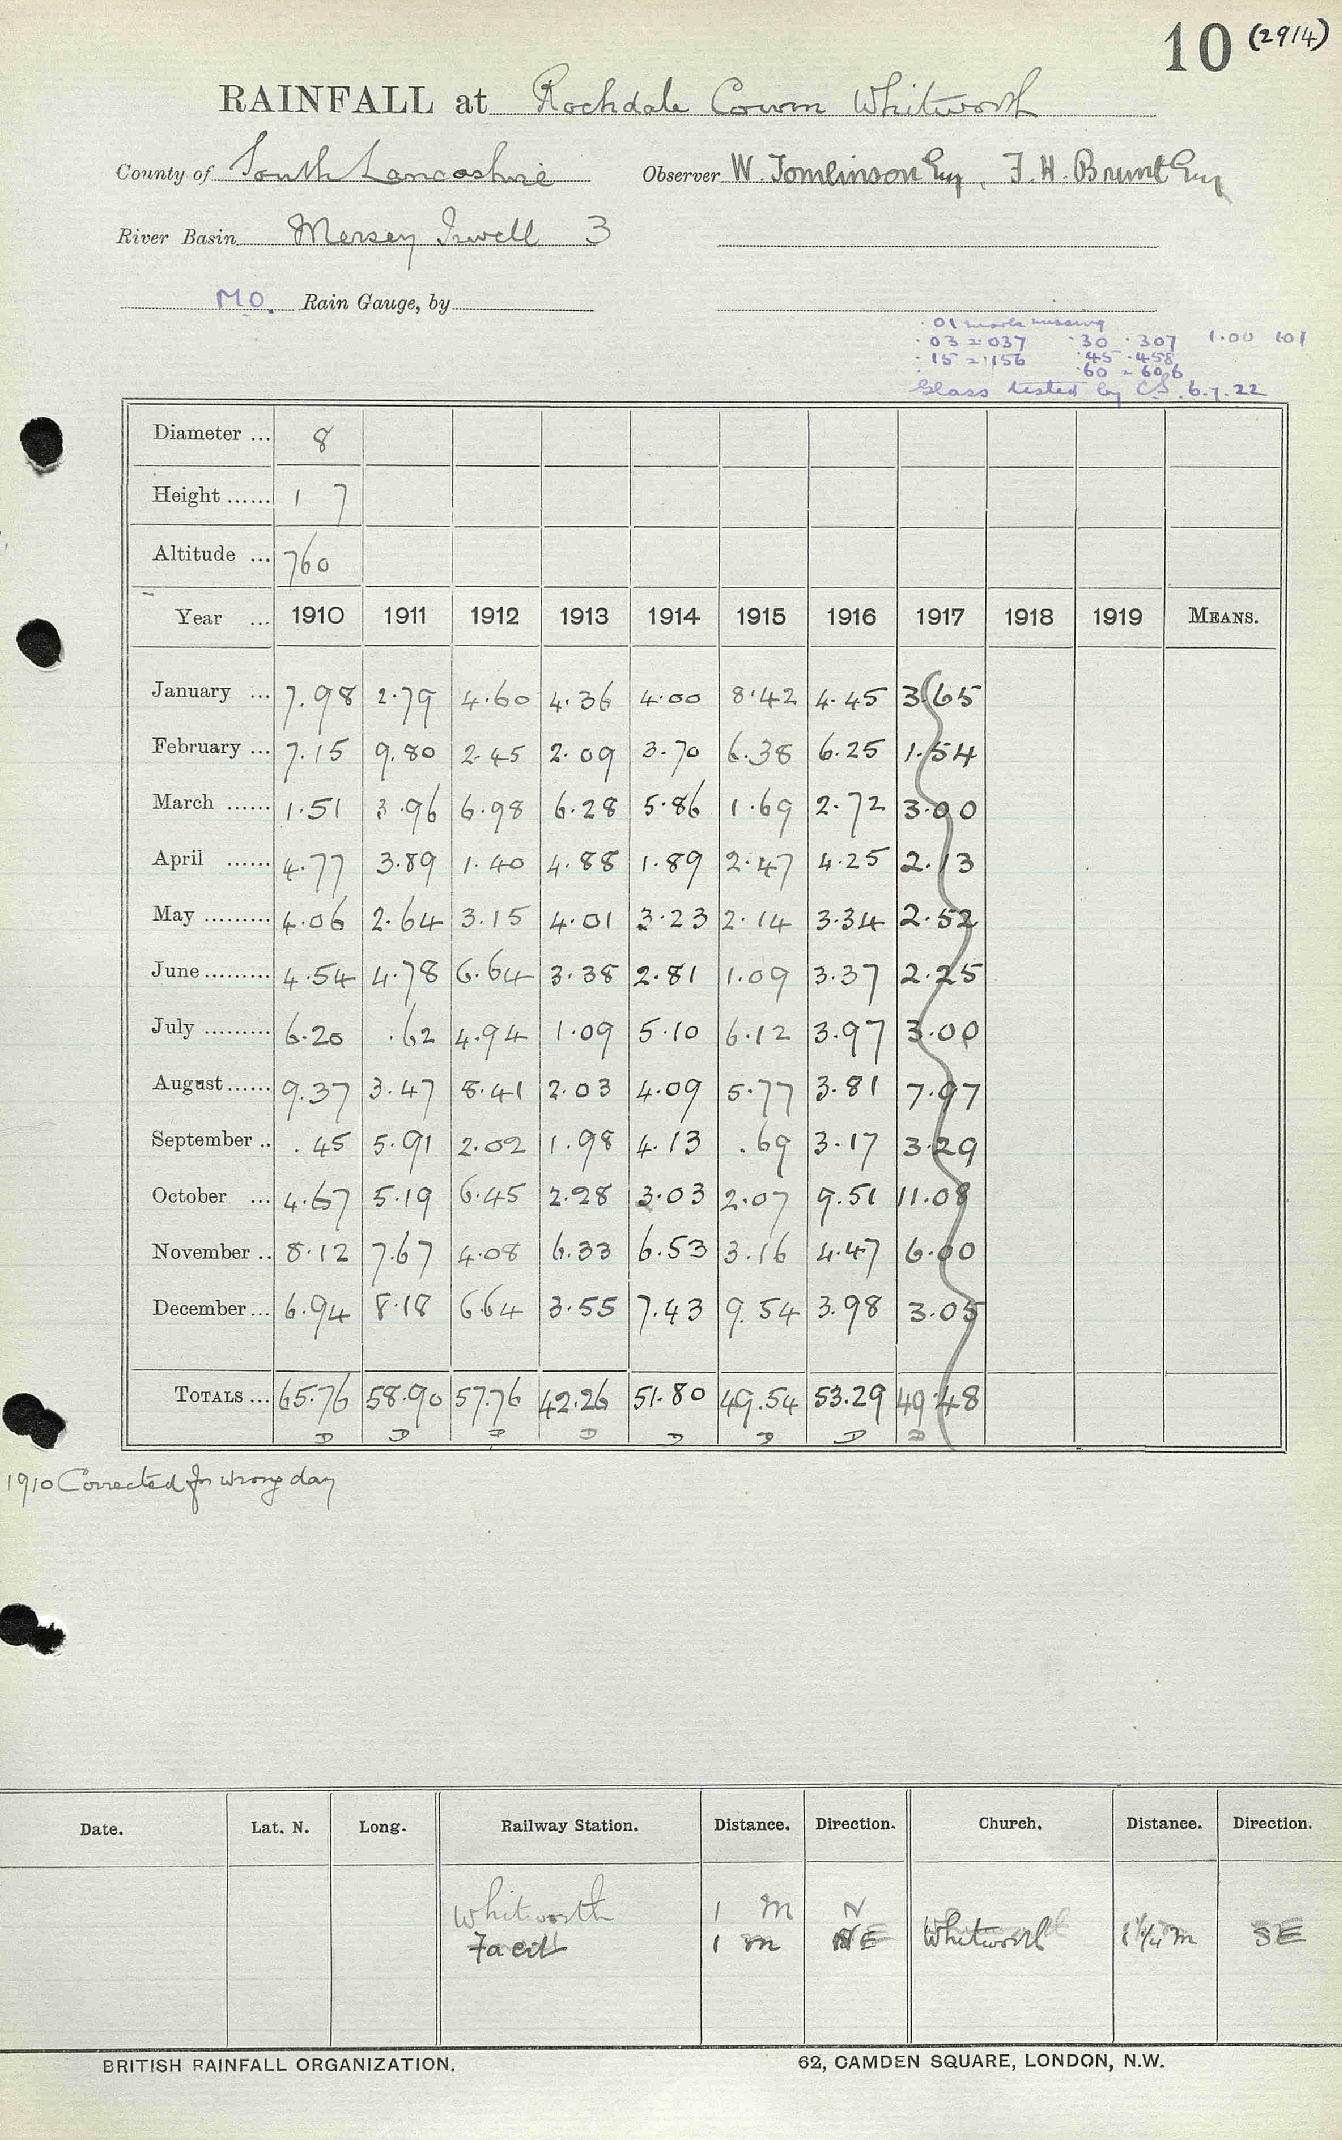 10 (2914)
RAINFALL at Rochdale Cowm Whitworth
County of South Lancashire Observer W. Tomlinson Esq, F. H. Brunt Esq
River Basin Mersey Irwell 3
M.O. Rain Gauge, by
.01 mark missing
.03 = .037 .30 .307 1.00 101
.15 = .156 .45 .458
.60 = 60.6
Glass tested by C.S. 6.7.22
Diameter ... 8
Height ...... 1 7
Altitude ... 760
Year ... 1910 1911 1912 1913 1914 1915 1916 1917 1918 1919 MEANS.
January ... 7.98 2.79 4.60 4.36 4.00 8.42 4.45 3.65
February ... 7.15 9.80 2.45 2.09 3.70 6.38 6.25 1.54
March ...... 1.51 3.96 6.98 6.28 5.86 1.69 2.72 3.00
April ...... 4.77 3.89 1.40 4.88 1.89 2.47 4.25 2.13
May ......... 4.06 2.64 3.15 4.01 3.23 2.14 3.34 2.52
June ......... 4.54 4.78 6.64 3.38 2.81 1.09 3.37 2.25
July ......... 6.20 .62 4.94 1.09 5.10 6.12 3.97 3.00
August ...... 9.37 3.47 8.41 2.03 4.09 5.77 3.81 7.97
September .. .45 5.91 2.02 1.98 4.13 .69 3.17 3.29
October ... 4.67 5.19 6.45 2.28 3.03 2.07 9.51 11.08
November .. 8.12 7.67 4.08 6.33 6.53 3.16 4.47 6.00
December ... 6.94 8.18 6.64 3.55 7.43 9.54 3.98 3.05
TOTALS ... 65.76 58.90 57.76 42.26 51.80 49.54 53.29 49.48
D D D D D D D D
1910 Corrected for wrong day
Date. Lat. N. Long. Railway Station. Distance. Direction. Church. Distance. Direction.
Whitworth 1 m N
Facit 1 m NE Whitworth 1 1/4 m SE
BRITISH RAINFALL ORGANIZATION. 62, CAMDEN SQUARE, LONDON, N.W.